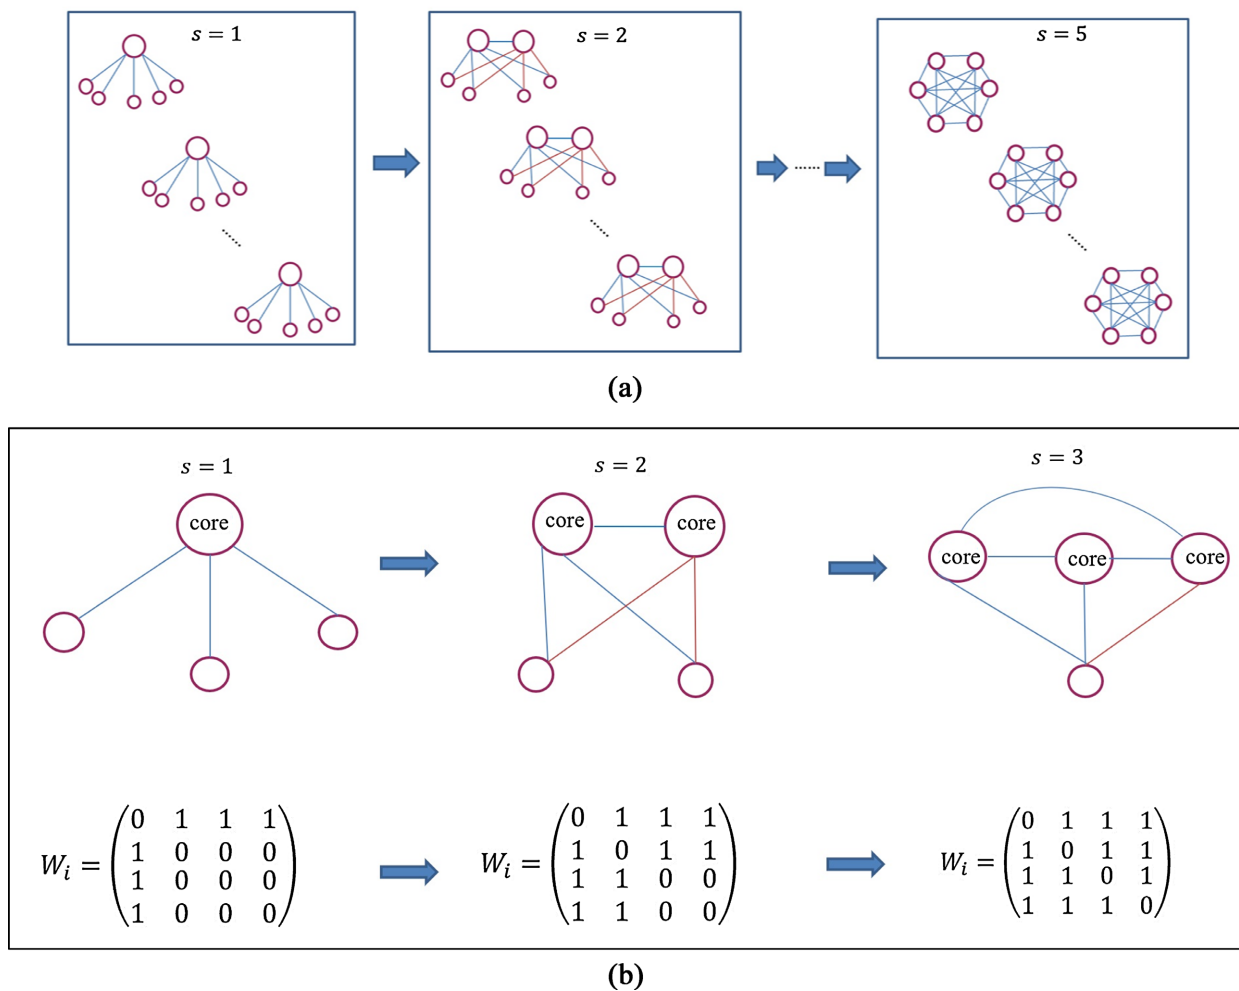 s = 1
s = 2
s = 5
......
(a)
s = 1
s = 2
s = 3
core
core core
core core core
W_i = (0 1 1 1
1 0 0 0
1 0 0 0
1 0 0 0)
W_i = (0 1 1 1
1 0 1 1
1 1 0 0
1 1 0 0)
W_i = (0 1 1 1
1 0 1 1
1 1 0 1
1 1 1 0)
(b)